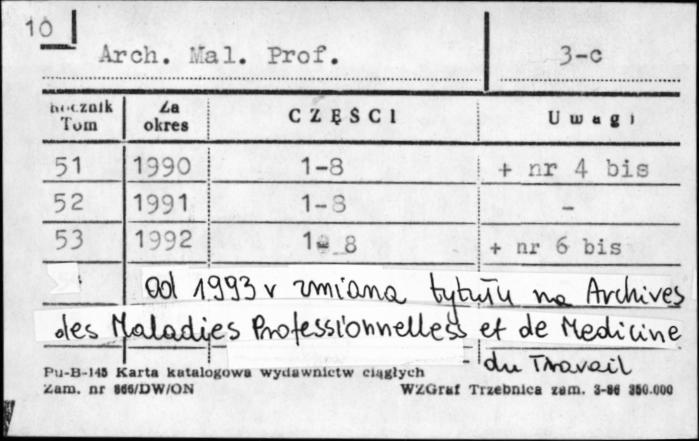 10
Arch. Mal. Prof. 3-c
Rocznik Tom Za okres CZĘŚCI Uwagi
51 1990 1-8 + nr 4 bis
52 1991 1-8 -
53 1992 1-8 + nr 6 bis
od 1993 r zmiana tytułu na Archives
des Maladies Professionnelless et de Medicine
du Travail
Pu-B-145 Karta katalogowa wydawnictw ciągłych
Zam. nr 866/DW/ON WZGraf Trzebnica zam. 3-86 350.000